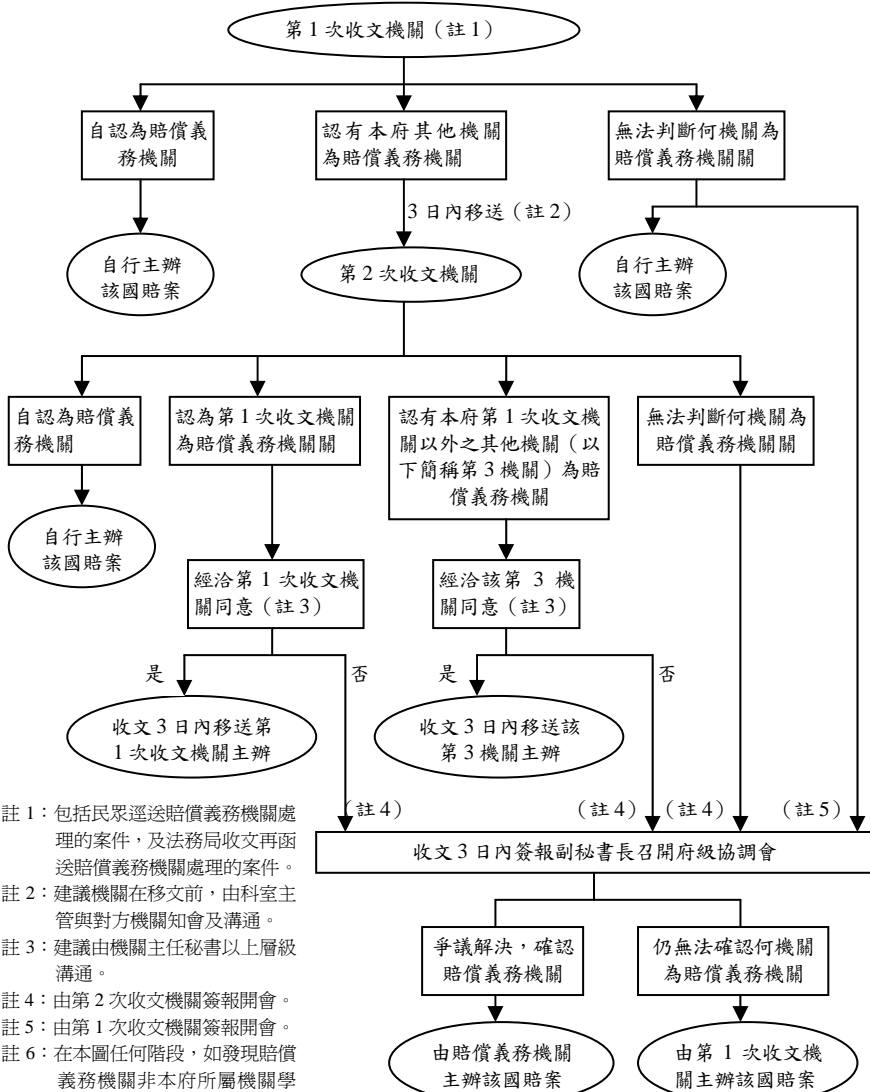 第1次收文機關（註1）
自認為賠償義
務機關
認有本府其他機關
為賠償義務機關
無法判斷何機關為
賠償義務機關關
3日內移送（註2）
自行主辦
該國賠案
第2次收文機關
自行主辦
該國賠案
自認為賠償義
務機關
認為第1次收文機關
為賠償義務機關關
認有本府第1次收文機
關以外之其他機關（以
下簡稱第3機關）為賠
償義務機關
無法判斷何機關為
賠償義務機關關
自行主辦
該國賠案
經洽第1次收文機
關同意（註3）
經洽該第3機
關同意（註3）
是
否
是
否
收文3日內移送第
1次收文機關主辦
收文3日內移送該
第3機關主辦
（註4）
（註4）
（註4）
（註5）
收文3日內簽報副秘書長召開府級協調會
註1：包括民眾逕送賠償義務機關處
理的案件，及法務局收文再函
送賠償義務機關處理的案件。
註2：建議機關在移文前，由科室主
管與對方機關知會及溝通。
註3：建議由機關主任秘書以上層級
溝通。
註4：由第2次收文機關簽報開會。
註5：由第1次收文機關簽報開會。
註6：在本圖任何階段，如發現賠償
義務機關非本府所屬機關學
爭議解決，確認
賠償義務機關
仍無法確認何機關
為賠償義務機關
由賠償義務機關
主辦該國賠案
由第1次收文機
關主辦該國賠案